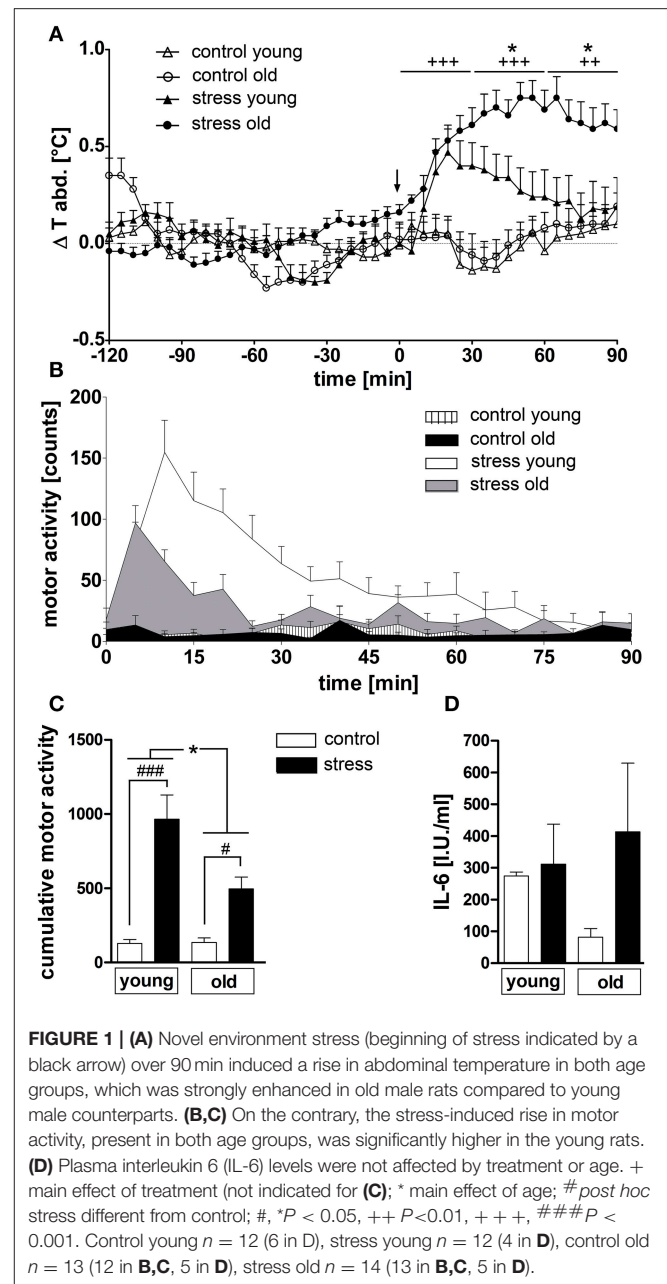 A
1.0
0.5
0.0
-0.5
Δ T abd. [°C]
control young
control old
stress young
stress old
+++
*
+++
*
++
-120 -90 -60 -30 0 30 60 90
time [min]
B
200
150
100
50
0
motor activity [counts]
control young
control old
stress young
stress old
0 15 30 45 60 75 90
time [min]
C
1500
1000
500
0
cumulative motor activity
*
###
#
control
stress
young old
D
700
600
500
400
300
200
100
0
IL-6 [I.U./ml]
young old
FIGURE 1 | (A) Novel environment stress (beginning of stress indicated by a
black arrow) over 90 min induced a rise in abdominal temperature in both age
groups, which was strongly enhanced in old male rats compared to young
male counterparts. (B,C) On the contrary, the stress-induced rise in motor
activity, present in both age groups, was significantly higher in the young rats.
(D) Plasma interleukin 6 (IL-6) levels were not affected by treatment or age. +
main effect of treatment (not indicated for (C); * main effect of age; #post hoc
stress different from control; #, *P < 0.05, ++ P<0.01, + + +, ###P <
0.001. Control young n = 12 (6 in D), stress young n = 12 (4 in D), control old
n = 13 (12 in B,C, 5 in D), stress old n = 14 (13 in B,C, 5 in D).